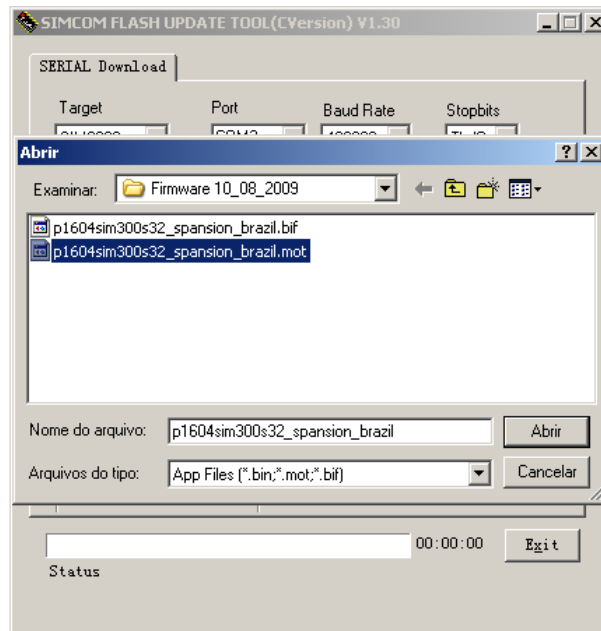 SIMCOM FLASH UPDATE TOOL(CVersion) V1.30
SERIAL Download
Target Port Baud Rate Stopbits
Abrir
Examinar: Firmware 10_08_2009
p1604sim300s32_spansion_brazil.bif
p1604sim300s32_spansion_brazil.mot
Nome do arquivo: p1604sim300s32_spansion_brazil Abrir
Arquivos do tipo: App Files (*.bin;*.mot;*.bif) Cancelar
00:00:00 Exit
Status